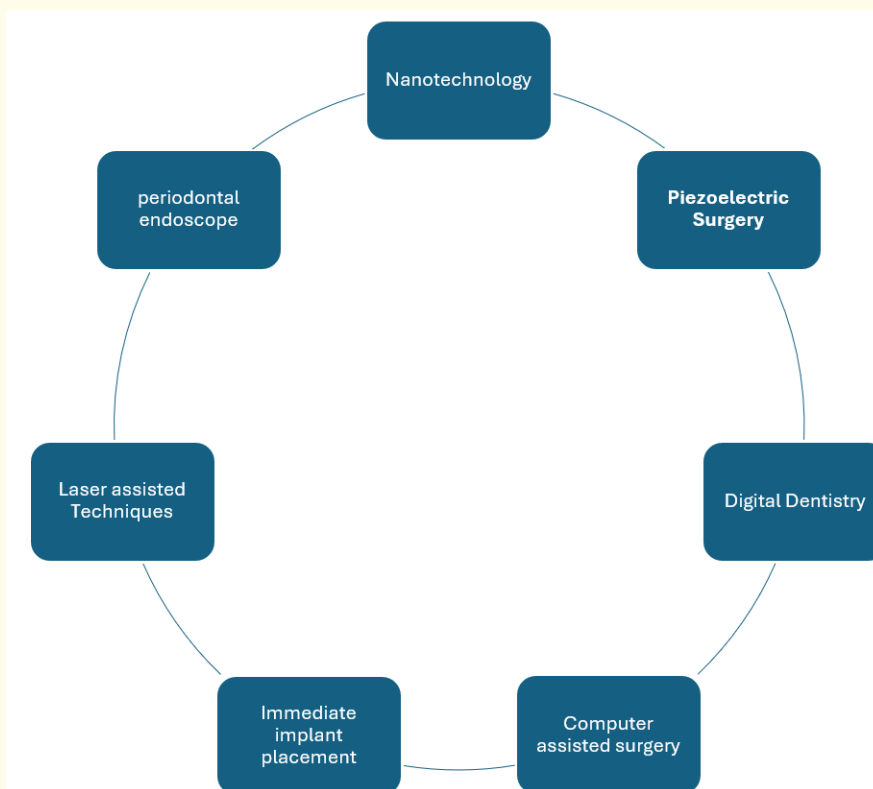 Nanotechnology
Piezoelectric
Surgery
Digital Dentistry
Computer
assisted surgery
Immediate
implant
placement
Laser assisted
Techniques
periodontal
endoscope